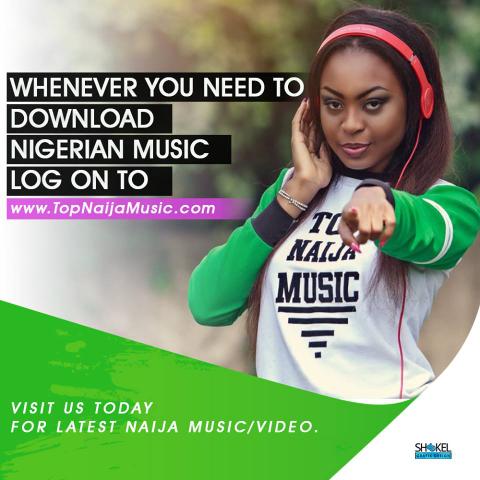 WHENEVER YOU NEED TO
DOWNLOAD
NIGERIAN MUSIC
LOG ON TO
www.TopNaijaMusic.com
TO
NAIJA
MUSIC
VISIT US TODAY
FOR LATEST NAIJA MUSIC/VIDEO.
SHOKEL